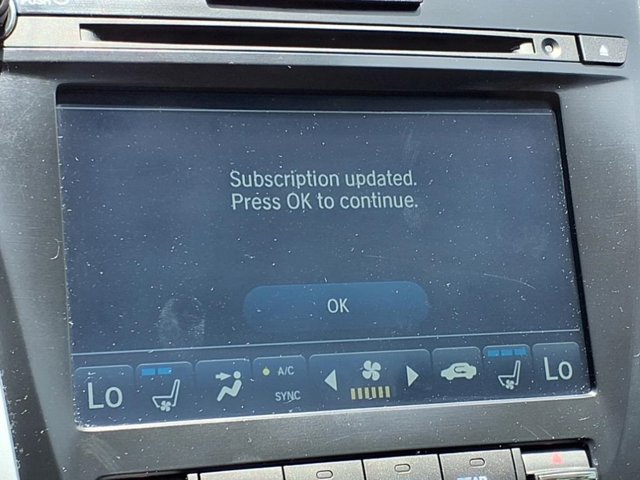 Subscription updated.
Press OK to continue.
OK
Lo
A/C
SYNC
Lo